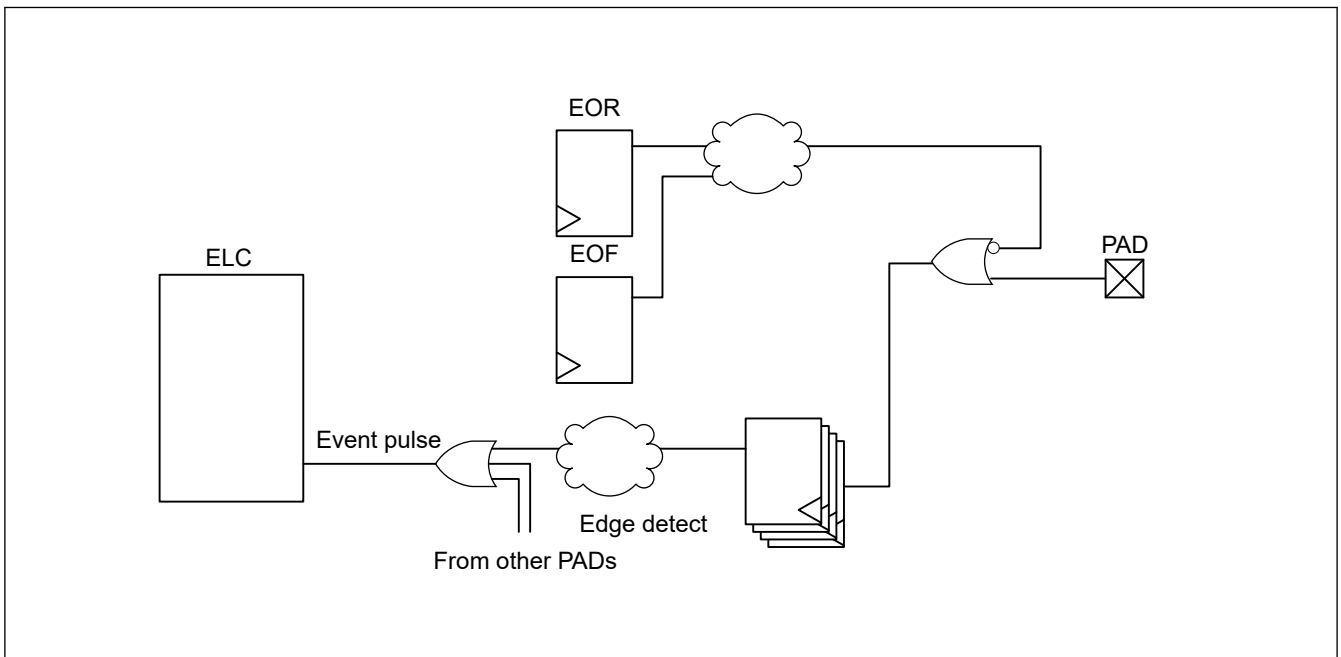 EOR
EOF
PAD
ELC
Event pulse
Edge detect
From other PADs